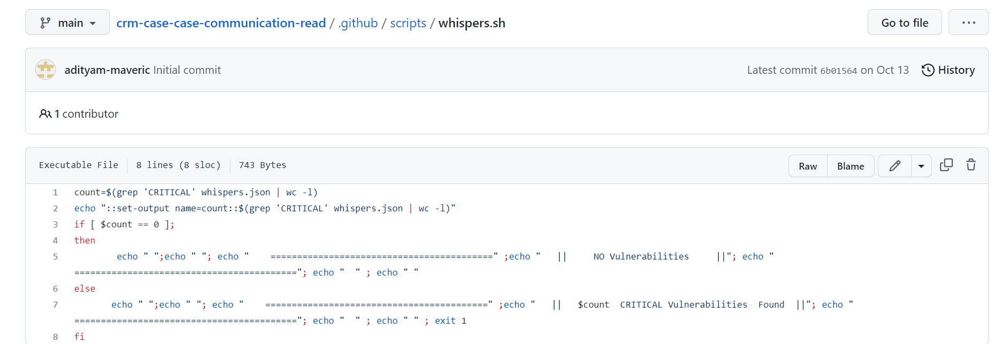 main crm-case-case-communication-read / .github / scripts / whispers.sh Go to file ...
adityam-maveric Initial commit Latest commit 6b01564 on Oct 13 History
1 contributor
Executable File 8 lines (8 sloc) 743 Bytes Raw Blame
1 count=$(grep 'CRITICAL' whispers.json | wc -l)
2 echo "::set-output name=count::$(grep 'CRITICAL' whispers.json | wc -l)"
3 if [ $count == 0 ];
4 then
5 echo " ";echo " "; echo "    ==========================================" ;echo "   ||     NO Vulnerabilities     ||"; echo "
=========================================="; echo "  " ; echo " "
6 else
7 echo " ";echo " "; echo "    ==========================================" ;echo "   ||   $count  CRITICAL Vulnerabilities  Found  ||"; echo "
=========================================="; echo "  " ; echo " " ; exit 1
8 fi